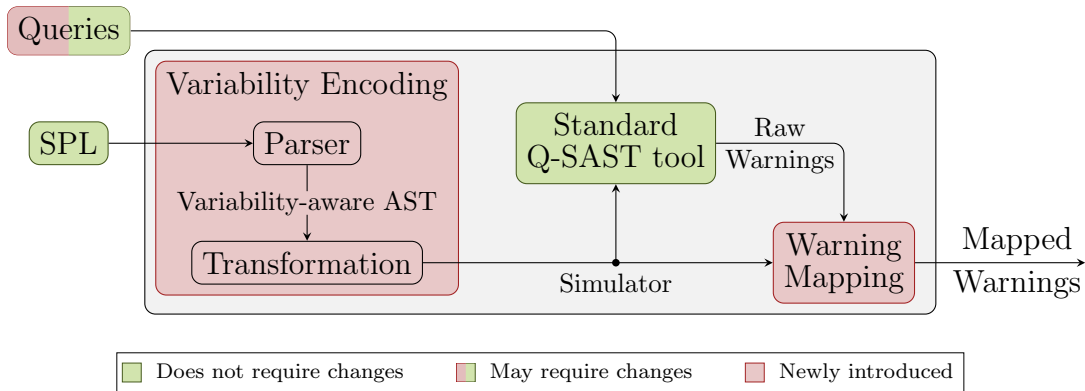 Queries
Variability Encoding
SPL
Parser
Variability-aware AST
Transformation
Standard
Q-SAST tool
Raw
Warnings
Simulator
Warning
Mapping
Mapped
Warnings
Does not require changes
May require changes
Newly introduced